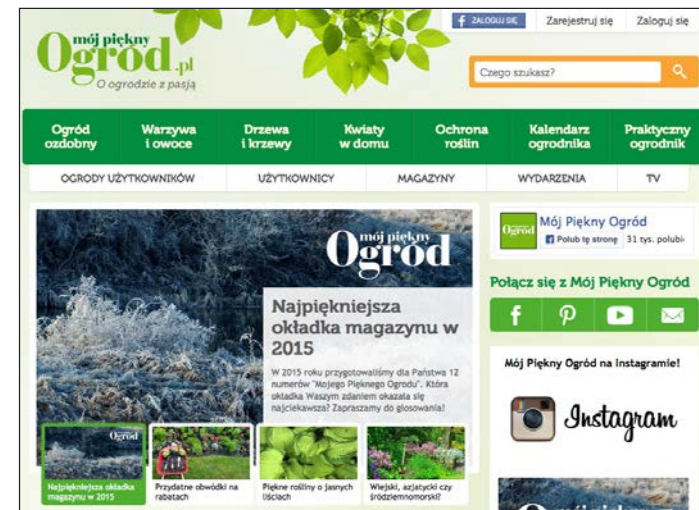 ZALOGUJ SIĘ Zarejestruj się Zaloguj się
mój piękny
Ogród.pl
O ogrodzie z pasją
Czego szukasz?
Ogród ozdobny
Warzywa i owoce
Drzewa i krzewy
Kwiaty w domu
Ochrona roślin
Kalendarz ogrodnika
Praktyczny ogrodnik
OGRODY UŻYTKOWNIKÓW UŻYTKOWNICY MAGAZYNY WYDARZENIA TV
mój piękny
Ogród
Najpiękniejsza
okładka magazynu w
2015
W 2015 roku przygotowaliśmy dla Państwa 12
numerów "Mojego Pięknego Ogrodu". Która
okładka Waszym zdaniem okazała się
najciekawsza? Zapraszamy do głosowania!
Ogród
Najpiękniejsza okładka
magazynu w 2015
Przydatne obwódki na
rabatach
Piękne rośliny o jasnych
liściach
Wiejski, azjatycki czy
śródziemnomorski?
Ogród
Mój Piękny Ogród
Polub tę stronę 31 tys. polubi
Połącz się z Mój Piękny Ogród
Mój Piękny Ogród na Instagramie!
Instagram